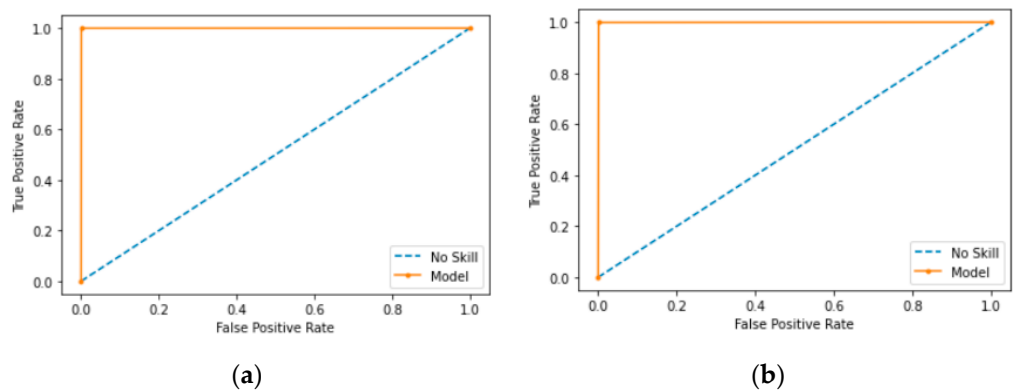 1.0
0.8
0.6
0.4
0.2
0.0
True Positive Rate
No Skill
Model
0.0 0.2 0.4 0.6 0.8 1.0
False Positive Rate
(a)
1.0
0.8
0.6
0.4
0.2
0.0
True Positive Rate
No Skill
Model
0.0 0.2 0.4 0.6 0.8 1.0
False Positive Rate
(b)